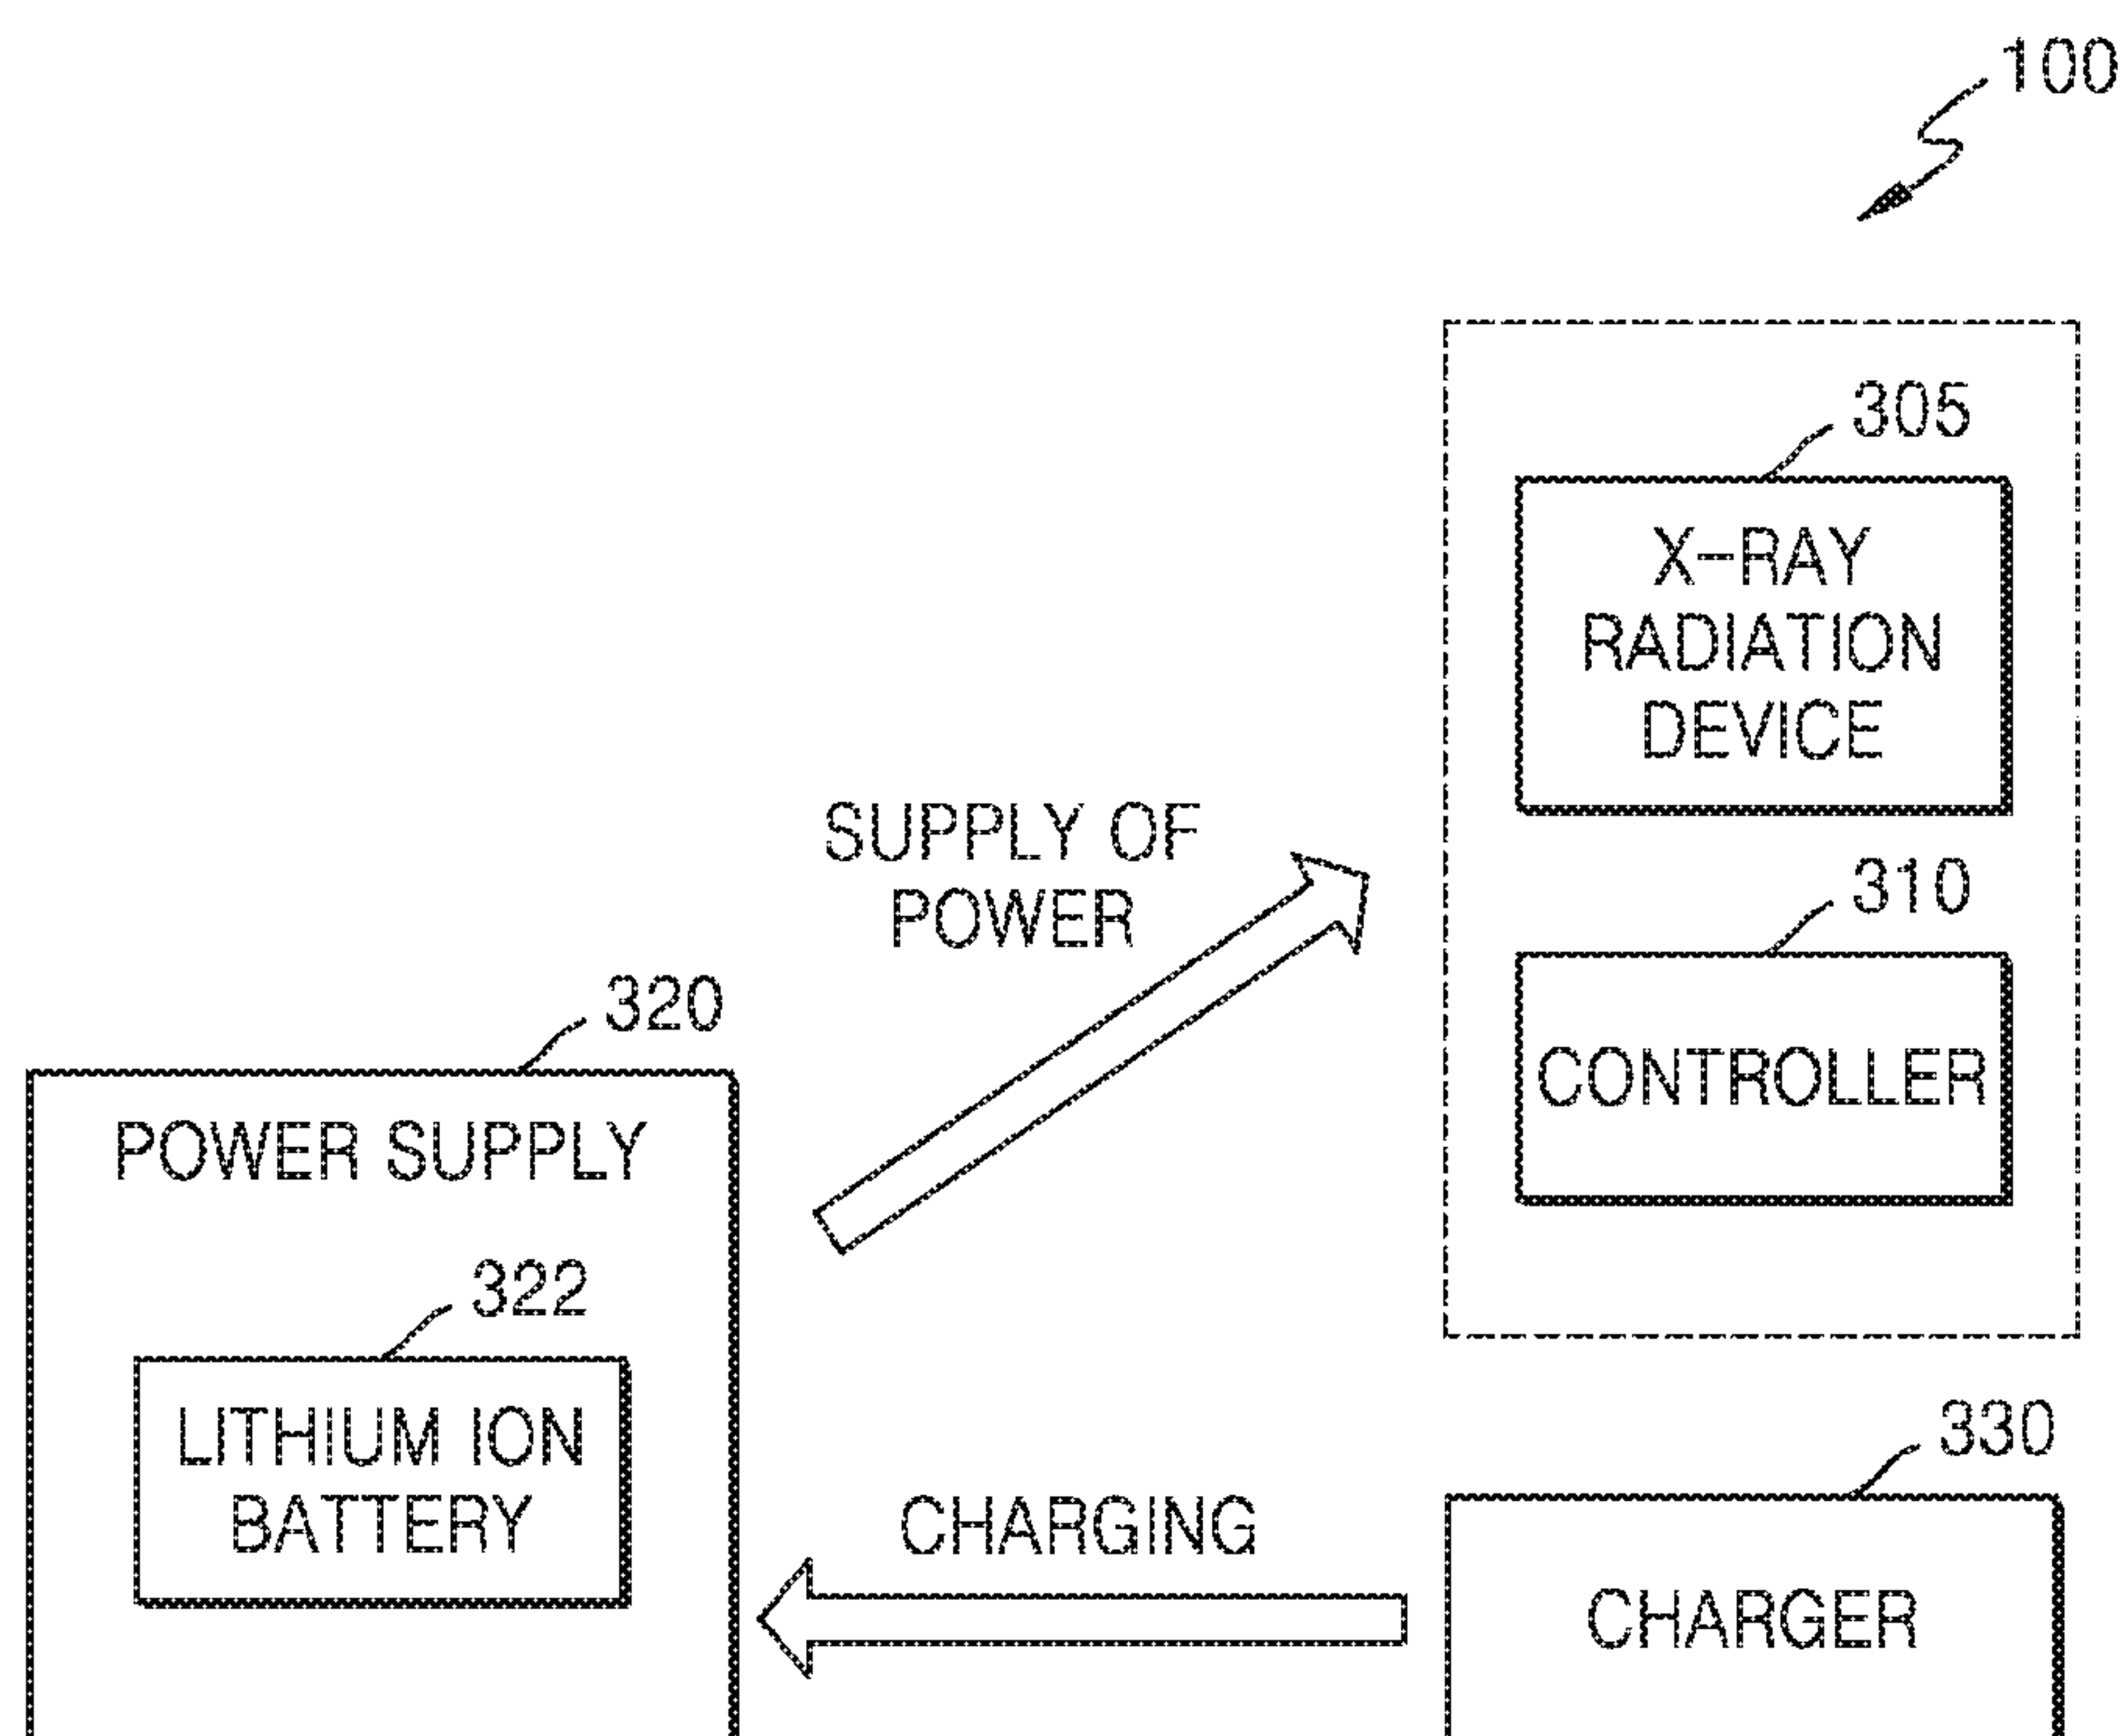 100
305
X-RAY
RADIATION
DEVICE
SUPPLY OF
POWER
310
CONTROLLER
320
POWER SUPPLY
322
LITHIUM ION
BATTERY
CHARGING
330
CHARGER